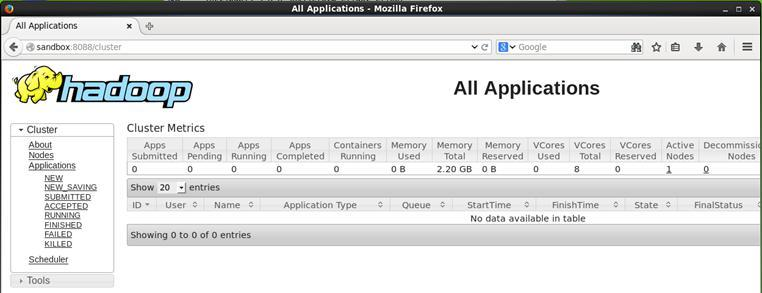 All Applications - Mozilla Firefox
All Applications
sandbox:8088/cluster
Google
hadoop
All Applications
Cluster
About
Nodes
Applications
NEW
NEW_SAVING
SUBMITTED
ACCEPTED
RUNNING
FINISHED
FAILED
KILLED
Scheduler
Tools
Cluster Metrics
Apps Submitted Apps Pending Apps Running Apps Completed Containers Running Memory Used Memory Total Memory Reserved VCores Used VCores Total VCores Reserved Active Nodes Decommissio Nodes
0 0 0 0 0 0 B 2.20 GB 0 B 0 8 0 1 0
Show 20 entries
ID User Name Application Type Queue StartTime FinishTime State FinalStatus
No data available in table
Showing 0 to 0 of 0 entries